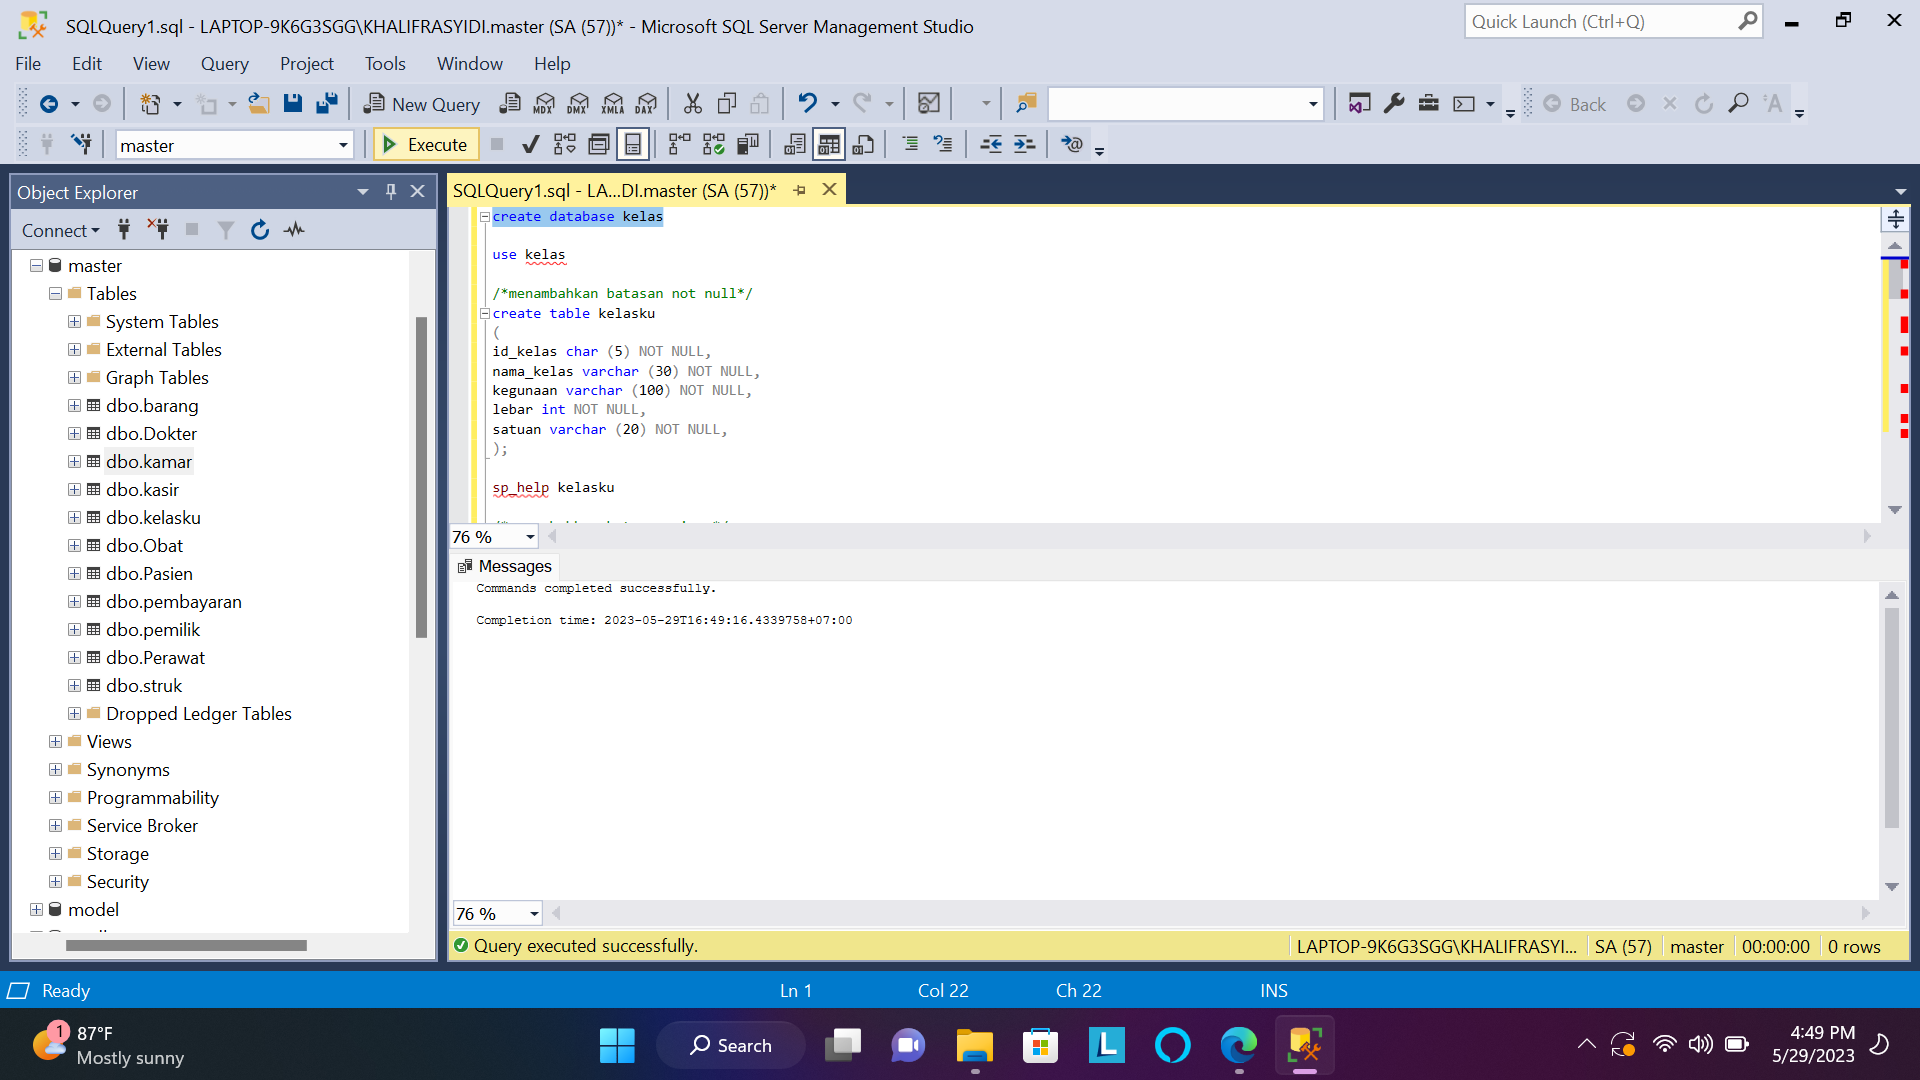 SQLQuery1.sql - LAPTOP-9K6G3SGG\KHALIFRASYIDI.master (SA (57))* - Microsoft SQL Server Management Studio
Quick Launch (Ctrl+Q)
File Edit View Query Project Tools Window Help
New Query MDX DMX XMLA DAX Back
master Execute
Object Explorer
Connect
master
Tables
System Tables
External Tables
Graph Tables
dbo.barang
dbo.Dokter
dbo.kamar
dbo.kasir
dbo.kelasku
dbo.Obat
dbo.Pasien
dbo.pembayaran
dbo.pemilik
dbo.Perawat
dbo.struk
Dropped Ledger Tables
Views
Synonyms
Programmability
Service Broker
Storage
Security
model
SQLQuery1.sql - LA...DI.master (SA (57))*
create database kelas
use kelas
/*menambahkan batasan not null*/
create table kelasku
(
id_kelas char (5) NOT NULL,
nama_kelas varchar (30) NOT NULL,
kegunaan varchar (100) NOT NULL,
lebar int NOT NULL,
satuan varchar (20) NOT NULL,
);
sp_help kelasku
76 %
Messages
Commands completed successfully.
Completion time: 2023-05-29T16:49:16.4339758+07:00
76 %
Query executed successfully. LAPTOP-9K6G3SGG\KHALIFRASYI... SA (57) master 00:00:00 0 rows
Ready Ln 1 Col 22 Ch 22 INS
1
87°F
Mostly sunny
Search
L
4:49 PM
5/29/2023